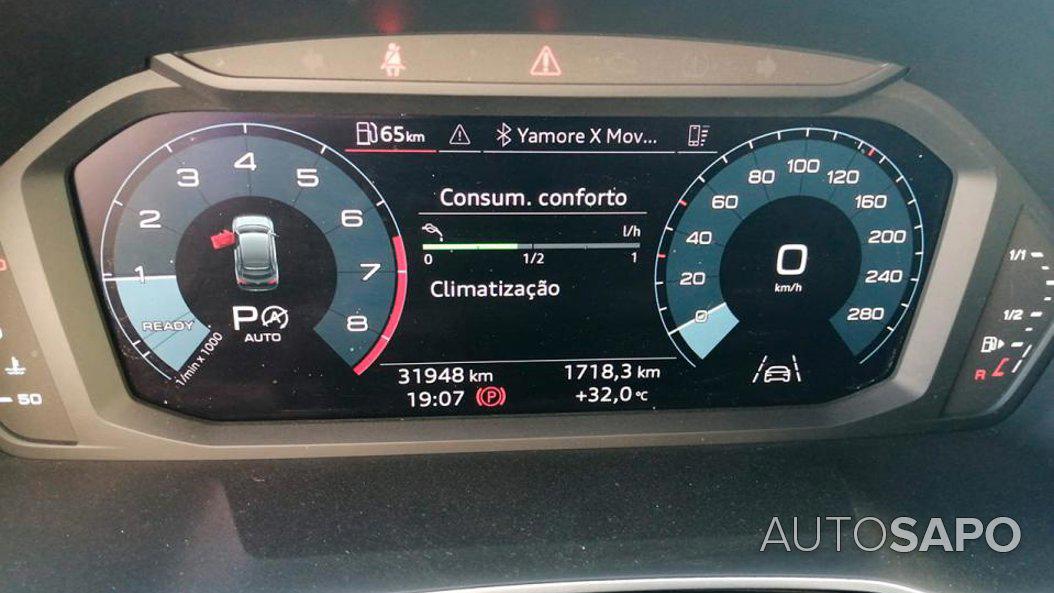 65km
Yamore X Mov...
Consum. conforto
l/h
0 1/2 1
Climatização
31948 km
1718,3 km
19:07
+32,0 °C
1 2 3 4 5 6 7 8
READY
1/min x 1000
P A
AUTO
0 20 40 60 80 100 120 160 200 240 280
0
km/h
50
1/1
1/2
R
AUTOSAPO